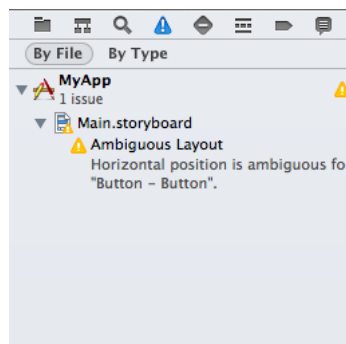 By File By Type
MyApp
1 issue
Main.storyboard
Ambiguous Layout
Horizontal position is ambiguous fo
"Button – Button".